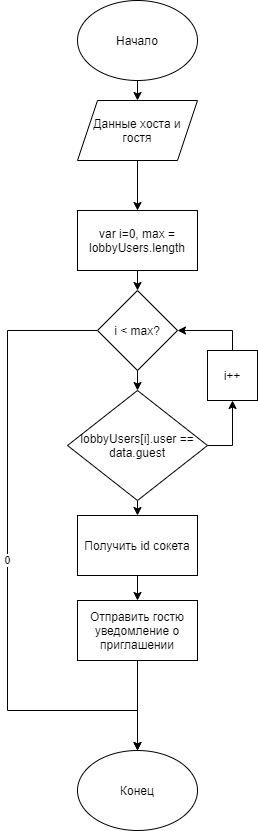 Начало
Данные хоста и
гостя
var i=0, max =
lobbyUsers.length
i < max?
i++
lobbyUsers[i].user ==
data.guest
Получить id сокета
0
Отправить гостю
уведомление о
приглашении
Конец